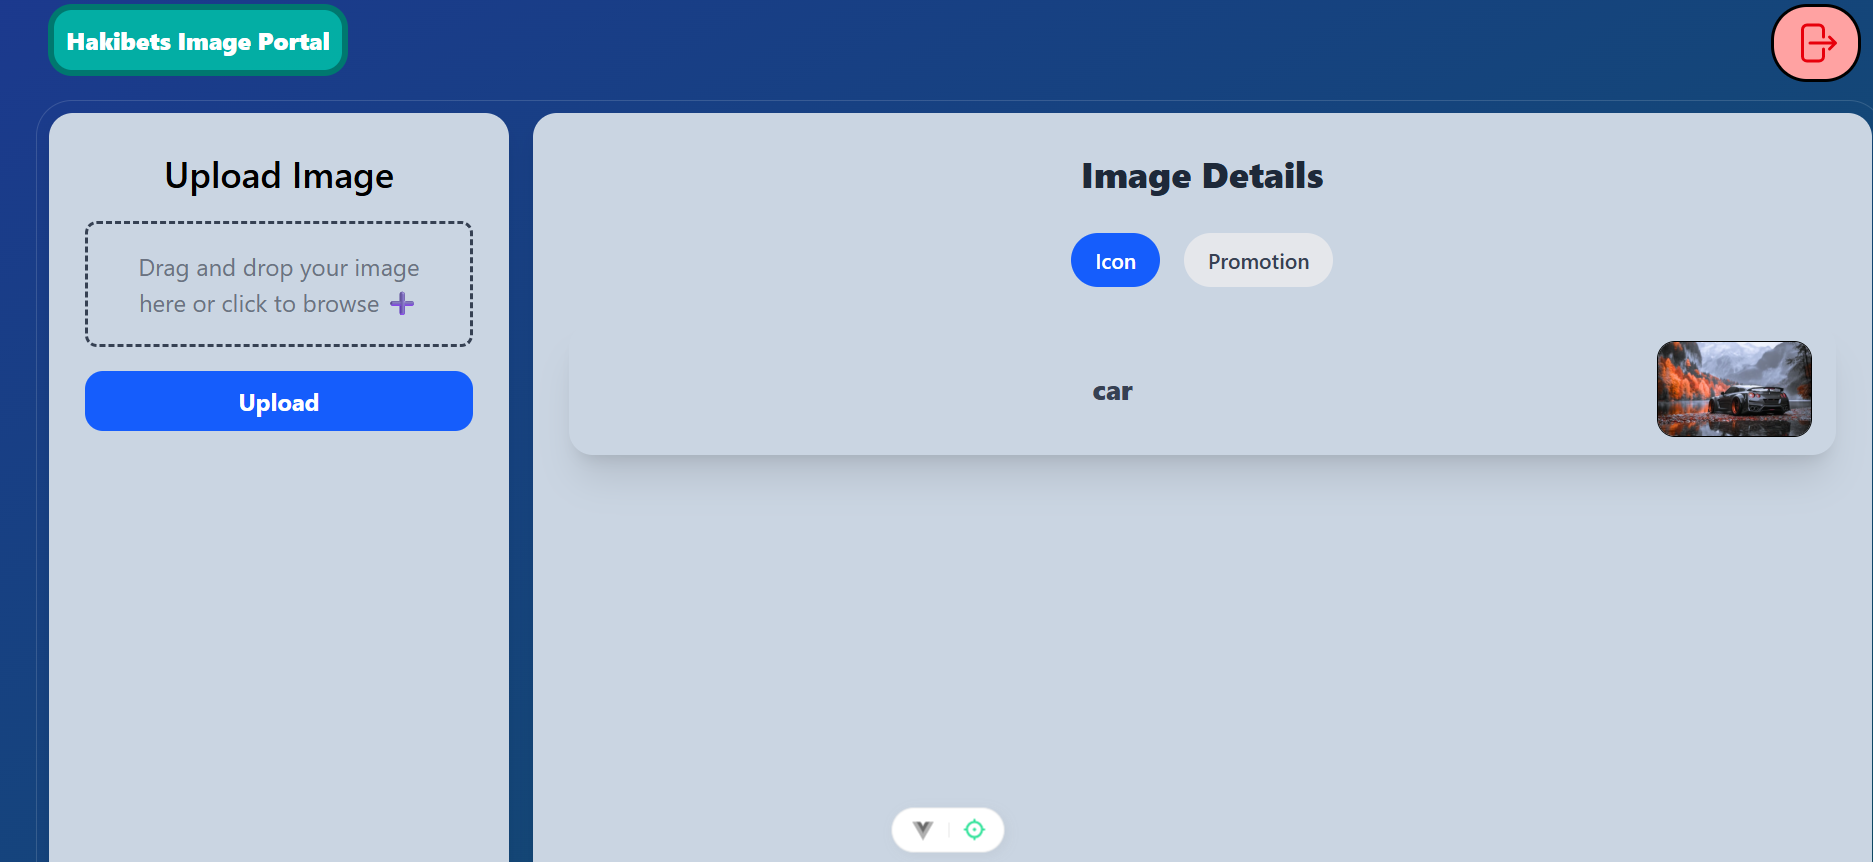 Hakibets Image Portal
Upload Image
Drag and drop your image
here or click to browse
Upload
Image Details
Icon
Promotion
car